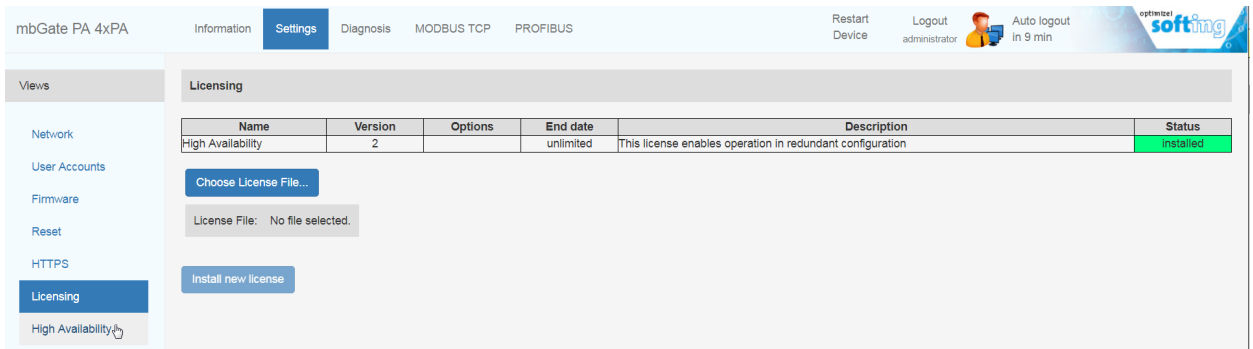 mbGate PA 4xPA
Information Settings Diagnosis MODBUS TCP PROFIBUS
Restart Device
Logout administrator
Auto logout in 9 min
optimize!
softing
Views
Network
User Accounts
Firmware
Reset
HTTPS
Licensing
High Availability
Licensing
Name Version Options End date Description Status
High Availability 2 unlimited This license enables operation in redundant configuration installed
Choose License File...
License File: No file selected.
Install new license